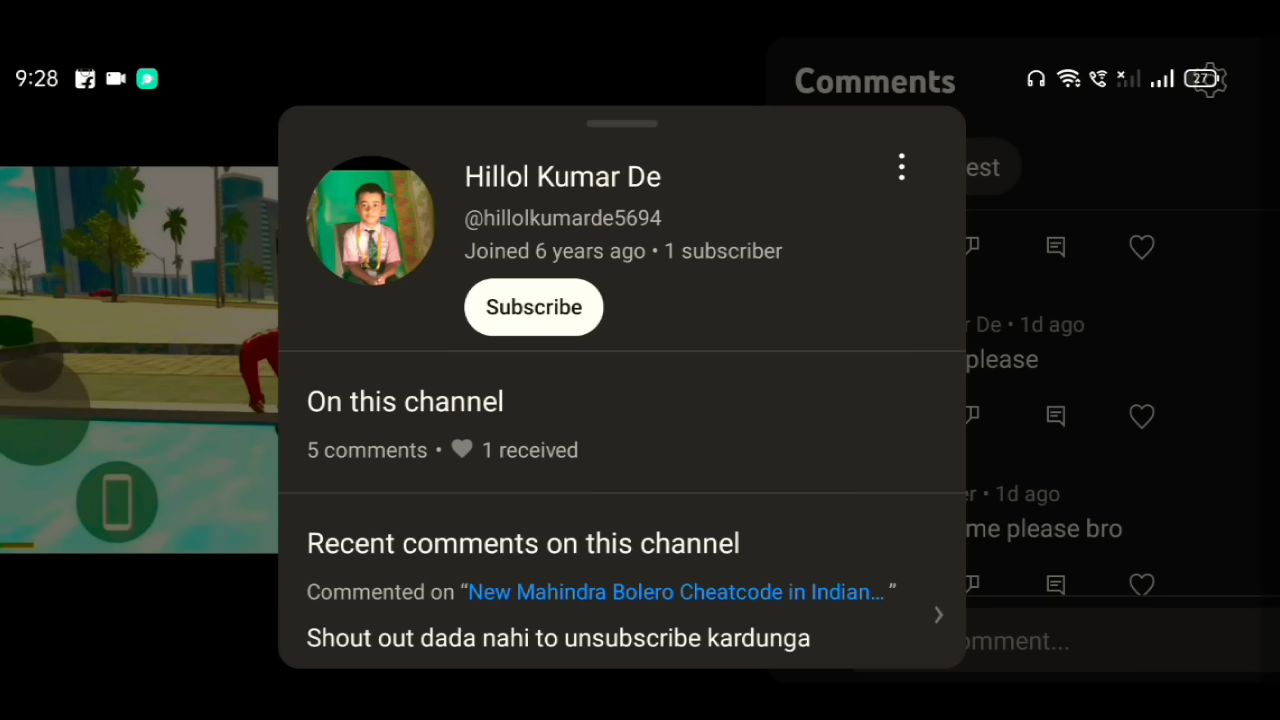 9:28
27
Comments
est
Hillol Kumar De
@hillolkumarde5694
Joined 6 years ago • 1 subscriber
Subscribe
r De • 1d ago
please
On this channel
5 comments • 1 received
er • 1d ago
me please bro
Recent comments on this channel
Commented on “New Mahindra Bolero Cheatcode in Indian... ”
Shout out dada nahi to unsubscribe kardunga
omment...